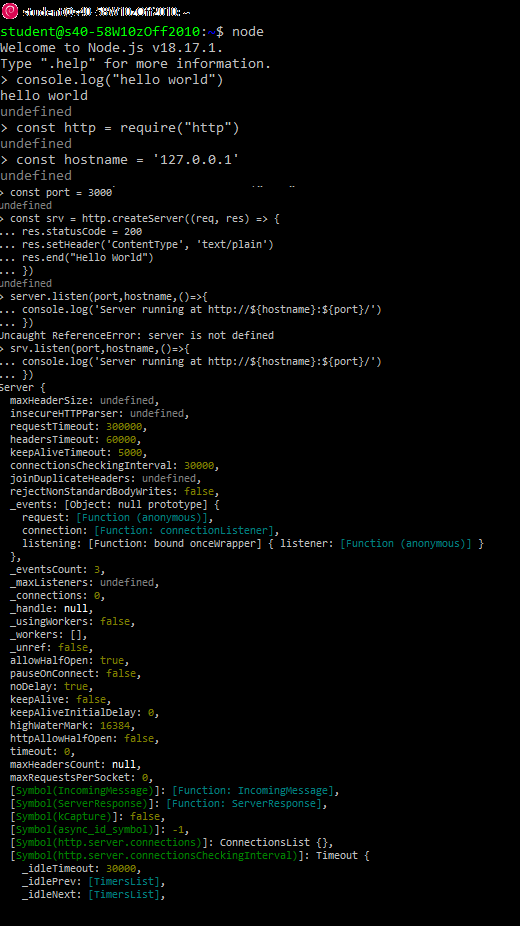 student@s40-58W10zOff2010: ~
student@s40-58W10zOff2010:~$ node
Welcome to Node.js v18.17.1.
Type ".help" for more information.
> console.log("hello world")
hello world
undefined
> const http = require("http")
undefined
> const hostname = '127.0.0.1'
undefined
> const port = 3000
undefined
> const srv = http.createServer((req, res) => {
... res.statusCode = 200
... res.setHeader('ContentType', 'text/plain')
... res.end("Hello World")
... })
undefined
> server.listen(port,hostname,()=>{
... console.log('Server running at http://${hostname}:${port}/')
... })
Uncaught ReferenceError: server is not defined
> srv.listen(port,hostname,()=>{
... console.log('Server running at http://${hostname}:${port}/')
... })
Server {
  maxHeaderSize: undefined,
  insecureHTTPParser: undefined,
  requestTimeout: 300000,
  headersTimeout: 60000,
  keepAliveTimeout: 5000,
  connectionsCheckingInterval: 30000,
  joinDuplicateHeaders: undefined,
  rejectNonStandardBodyWrites: false,
  _events: [Object: null prototype] {
    request: [Function (anonymous)],
    connection: [Function: connectionListener],
    listening: [Function: bound onceWrapper] { listener: [Function (anonymous)] }
  },
  _eventsCount: 3,
  _maxListeners: undefined,
  _connections: 0,
  _handle: null,
  _usingWorkers: false,
  _workers: [],
  _unref: false,
  allowHalfOpen: true,
  pauseOnConnect: false,
  noDelay: true,
  keepAlive: false,
  keepAliveInitialDelay: 0,
  highWaterMark: 16384,
  httpAllowHalfOpen: false,
  timeout: 0,
  maxHeadersCount: null,
  maxRequestsPerSocket: 0,
  [Symbol(IncomingMessage)]: [Function: IncomingMessage],
  [Symbol(ServerResponse)]: [Function: ServerResponse],
  [Symbol(kCapture)]: false,
  [Symbol(async_id_symbol)]: -1,
  [Symbol(http.server.connections)]: ConnectionsList {},
  [Symbol(http.server.connectionsCheckingInterval)]: Timeout {
    _idleTimeout: 30000,
    _idlePrev: [TimersList],
    _idleNext: [TimersList],